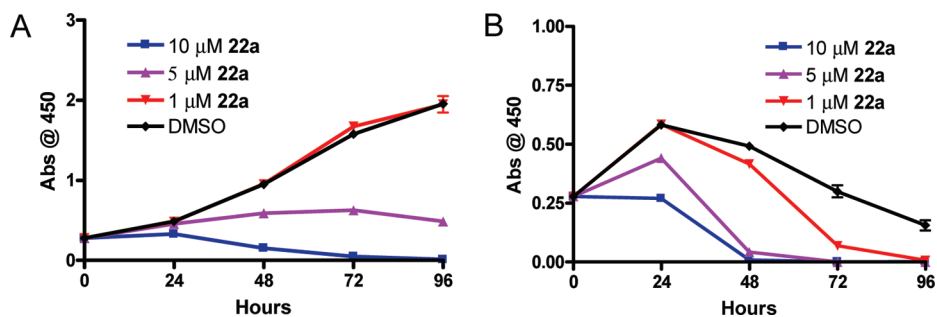 A
Abs @ 450
3
2
1
0
10 μM 22a
5 μM 22a
1 μM 22a
DMSO
0 24 48 72 96
Hours
B
Abs @ 450
1.00
0.75
0.50
0.25
0.00
10 μM 22a
5 μM 22a
1 μM 22a
DMSO
0 24 48 72 96
Hours